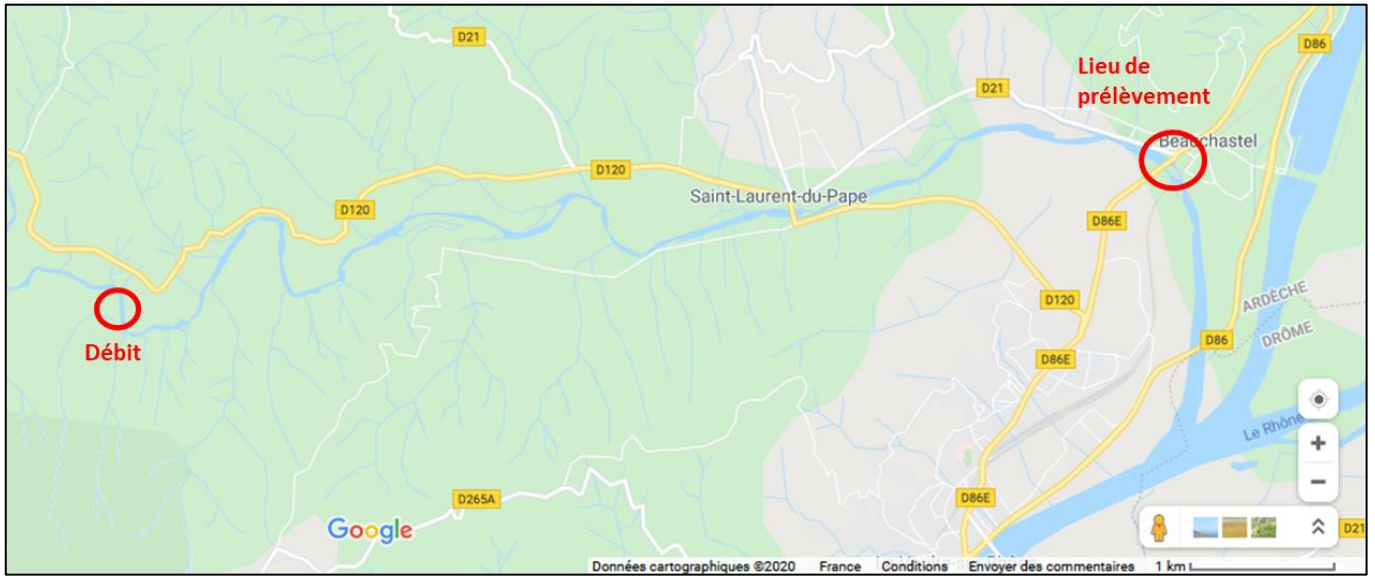 D21
D86
Lieu de
prélèvement
D21
Beauchastel
D120
Saint-Laurent-du-Pape
D120
D86E
ARDÈCHE
D120
DRÔME
D86
Débit
D86E
Le Rhône
D265A
D86E
Google
D21
Données cartographiques ©2020 France Conditions Envoyer des commentaires 1 km